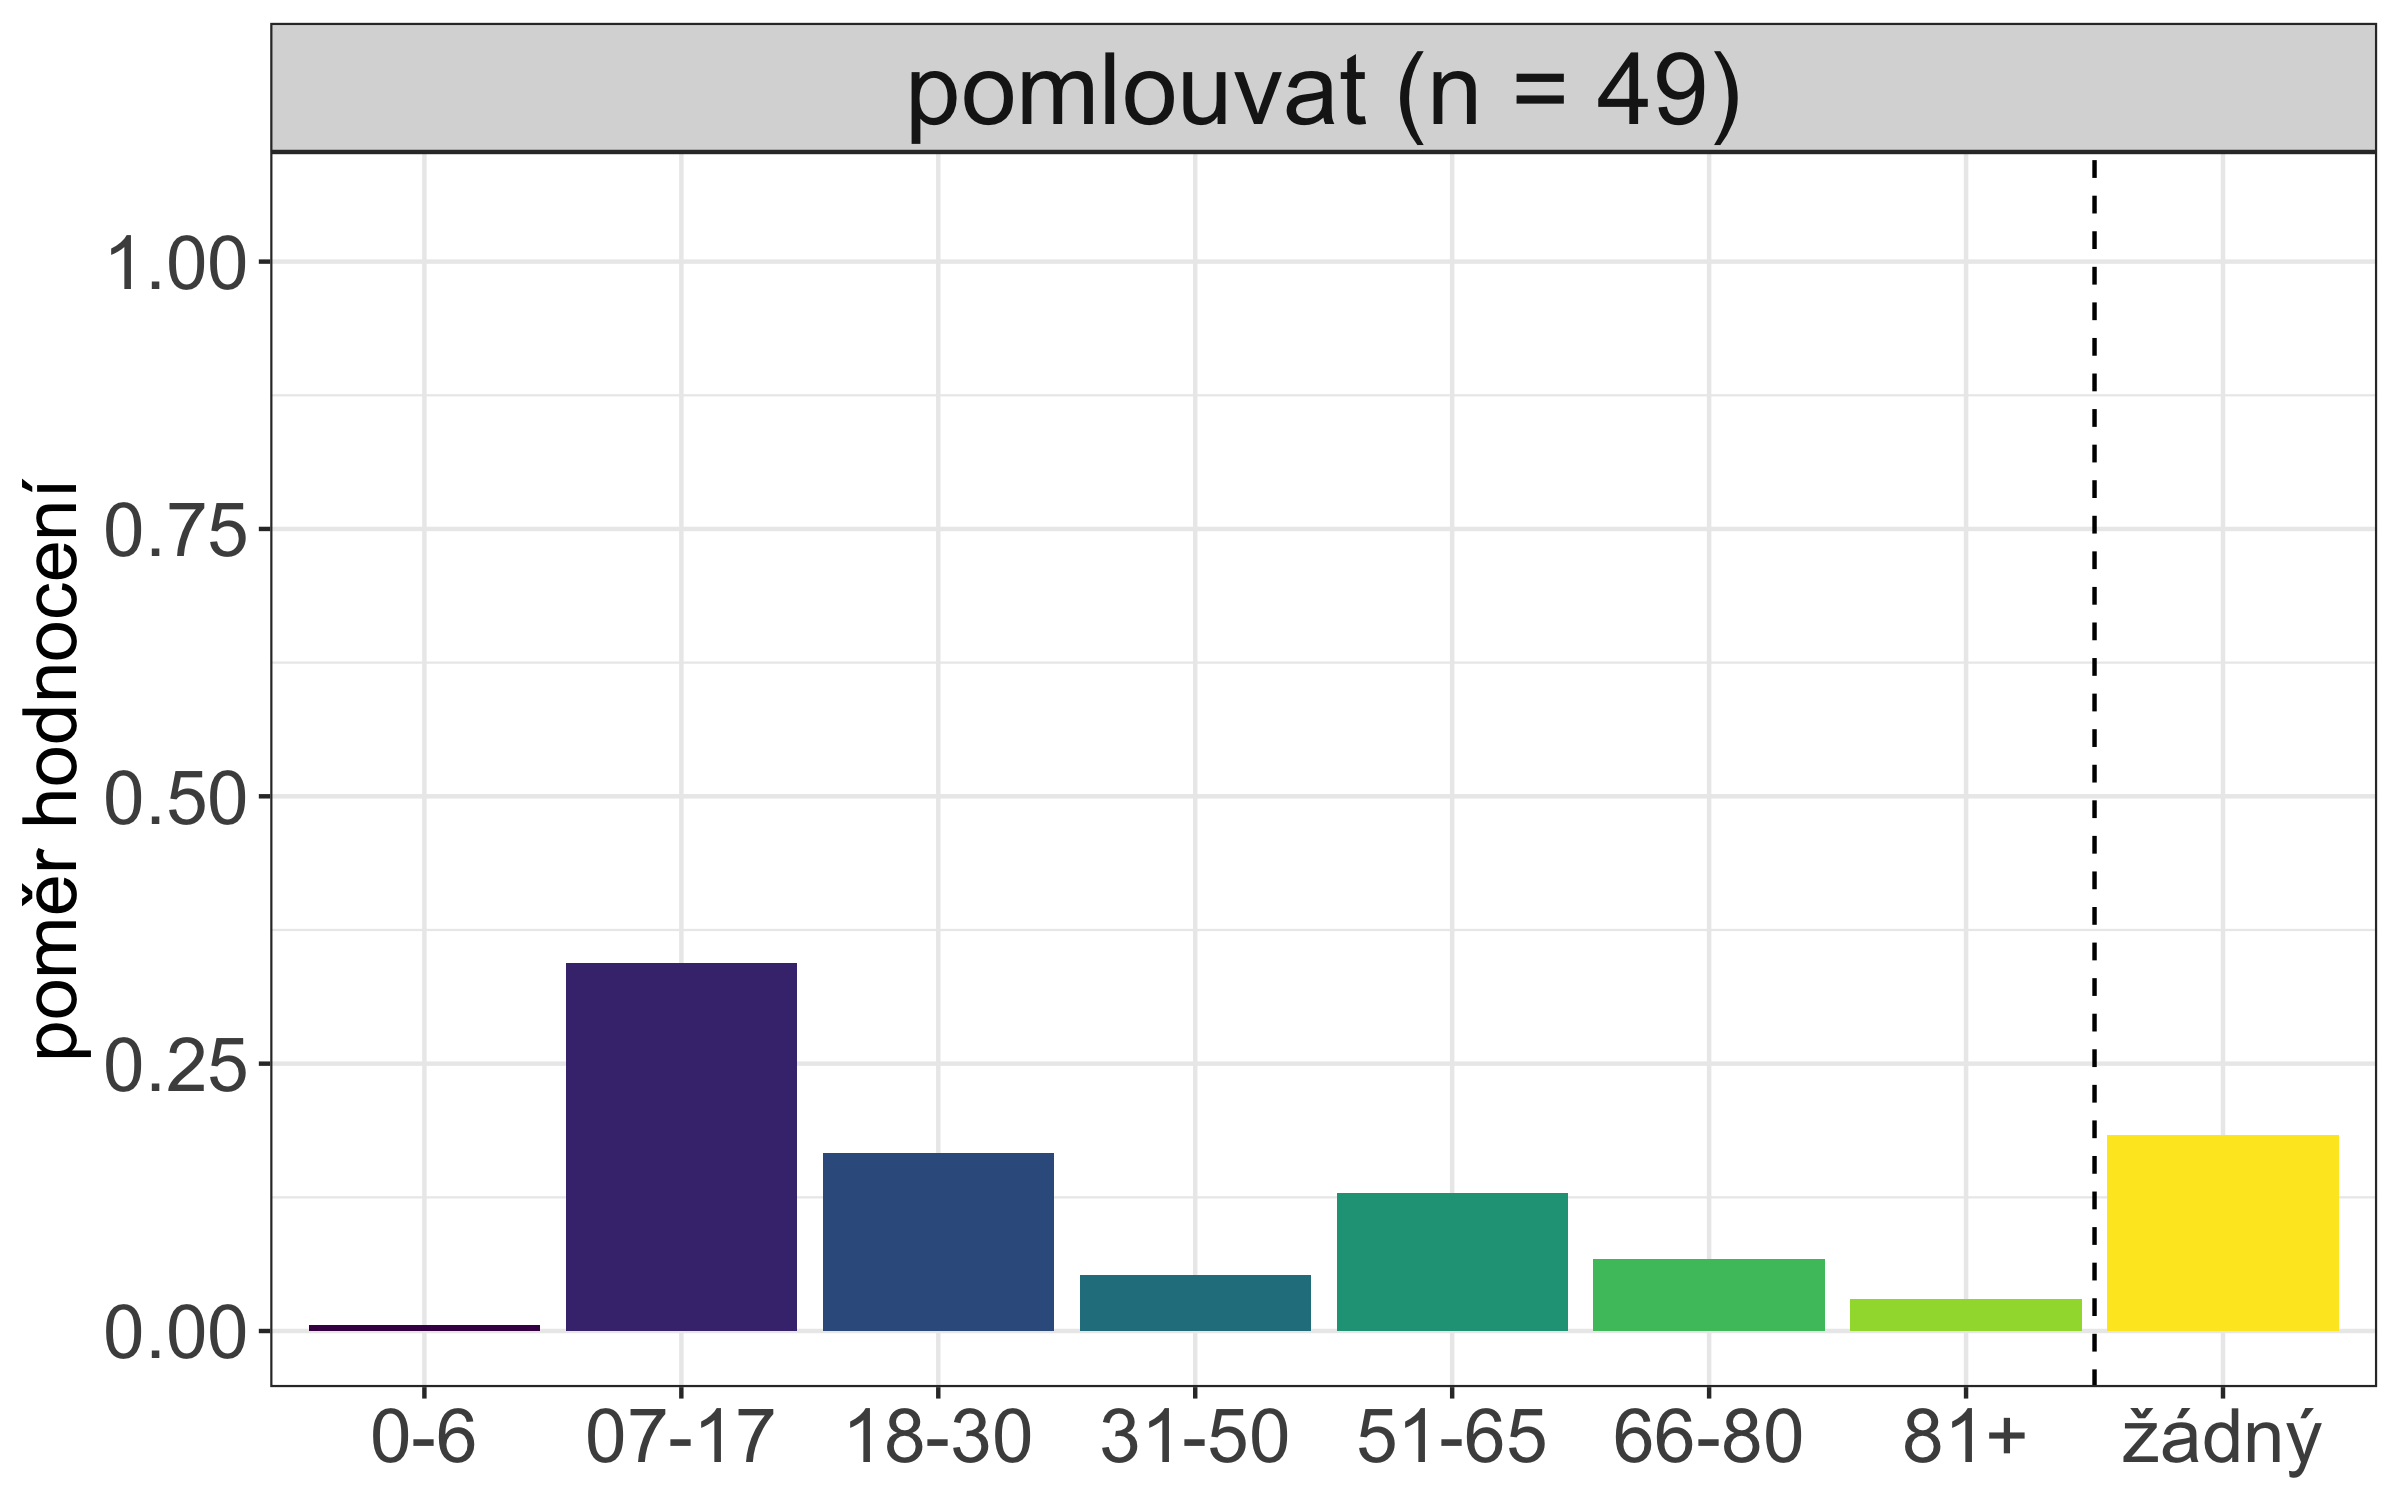 pomlouvat (n = 49)
poměr hodnocení
1.00
0.75
0.50
0.25
0.00
0-6 07-17 18-30 31-50 51-65 66-80 81+ žádný